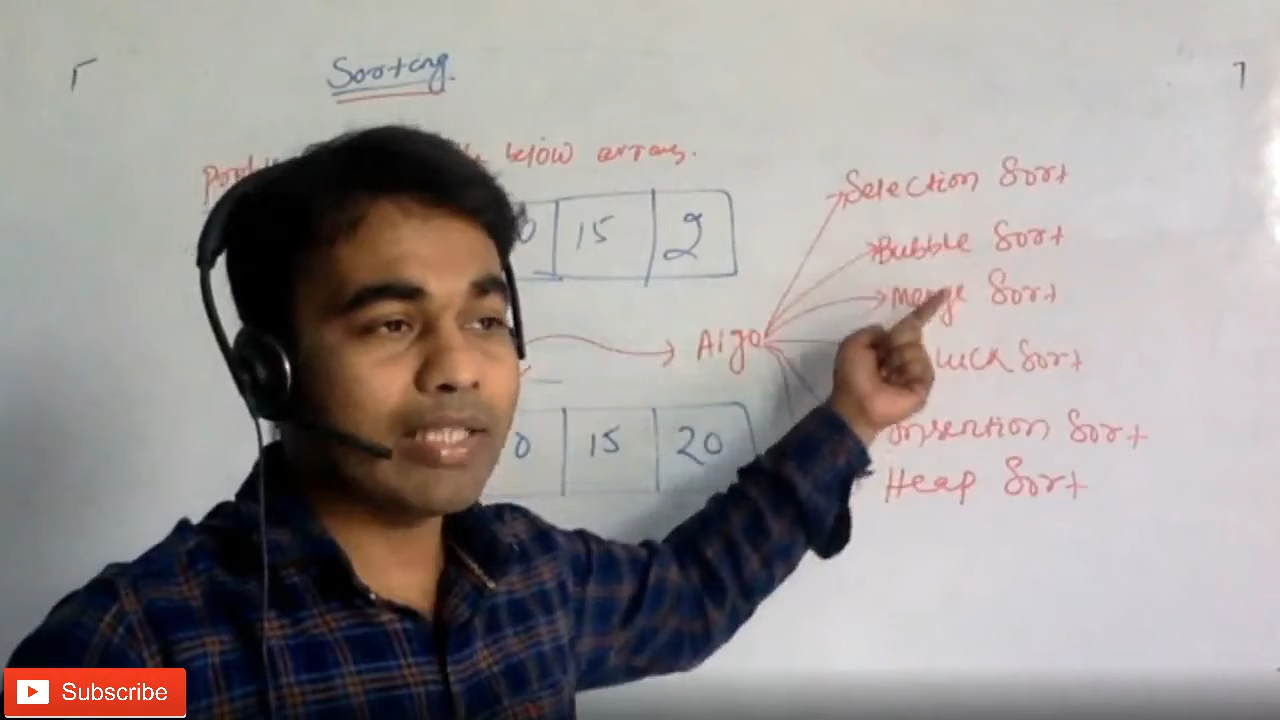 Sorting.
below array.
15 2
Algo
Selection Sort
Bubble Sort
Merge Sort
Sort
Insertion Sort
Heap Sort
15 20
Subscribe